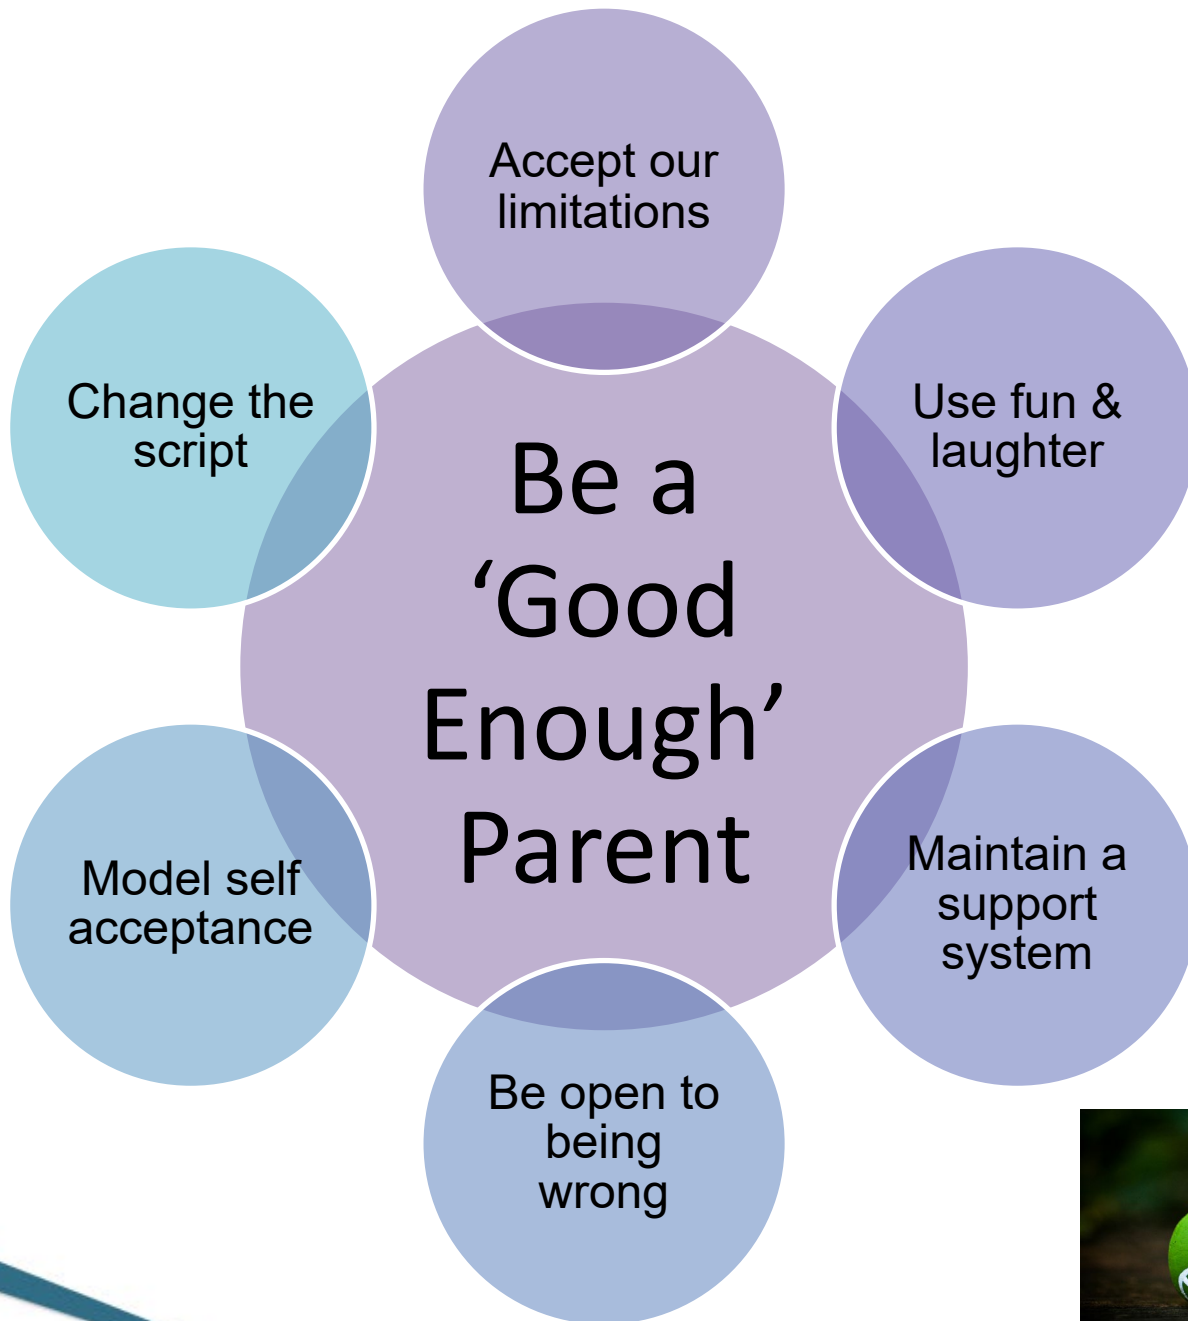 Accept our
limitations
Use fun &
laughter
Maintain a
support
system
Be open to
being
wrong
Model self
acceptance
Change the
script
Be a
‘Good
Enough’
Parent